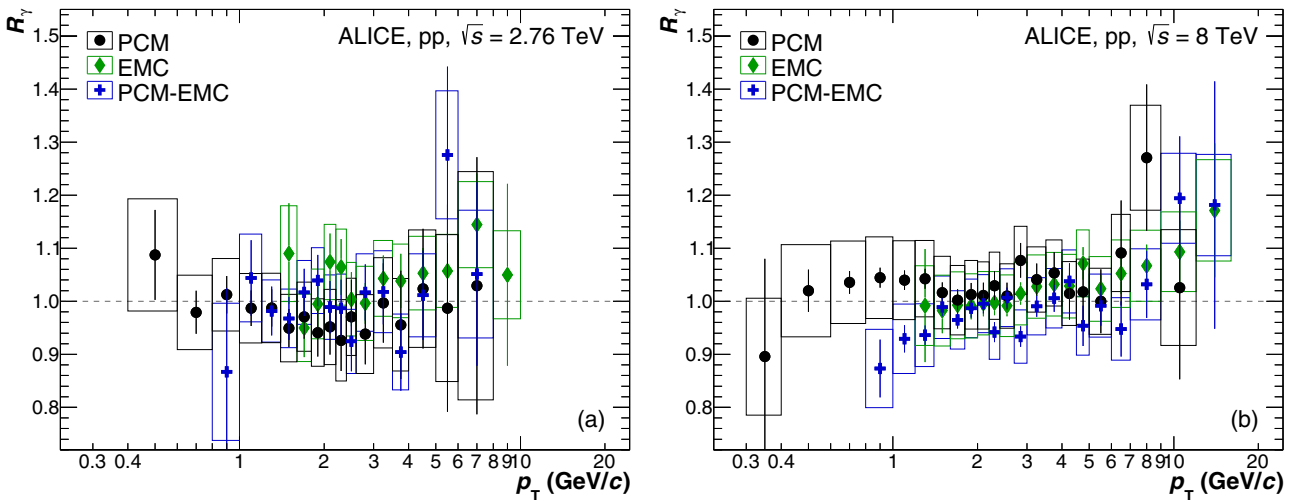 R_γ
1.5
1.4
1.3
1.2
1.1
1.0
0.9
0.8
ALICE, pp, √s = 2.76 TeV
PCM
EMC
PCM-EMC
(a)
0.3 0.4 1 2 3 4 5 6 7 8 9 10 20
p_T (GeV/c)
R_γ
1.5
1.4
1.3
1.2
1.1
1.0
0.9
0.8
ALICE, pp, √s = 8 TeV
PCM
EMC
PCM-EMC
(b)
0.3 0.4 1 2 3 4 5 6 7 8 9 10 20
p_T (GeV/c)